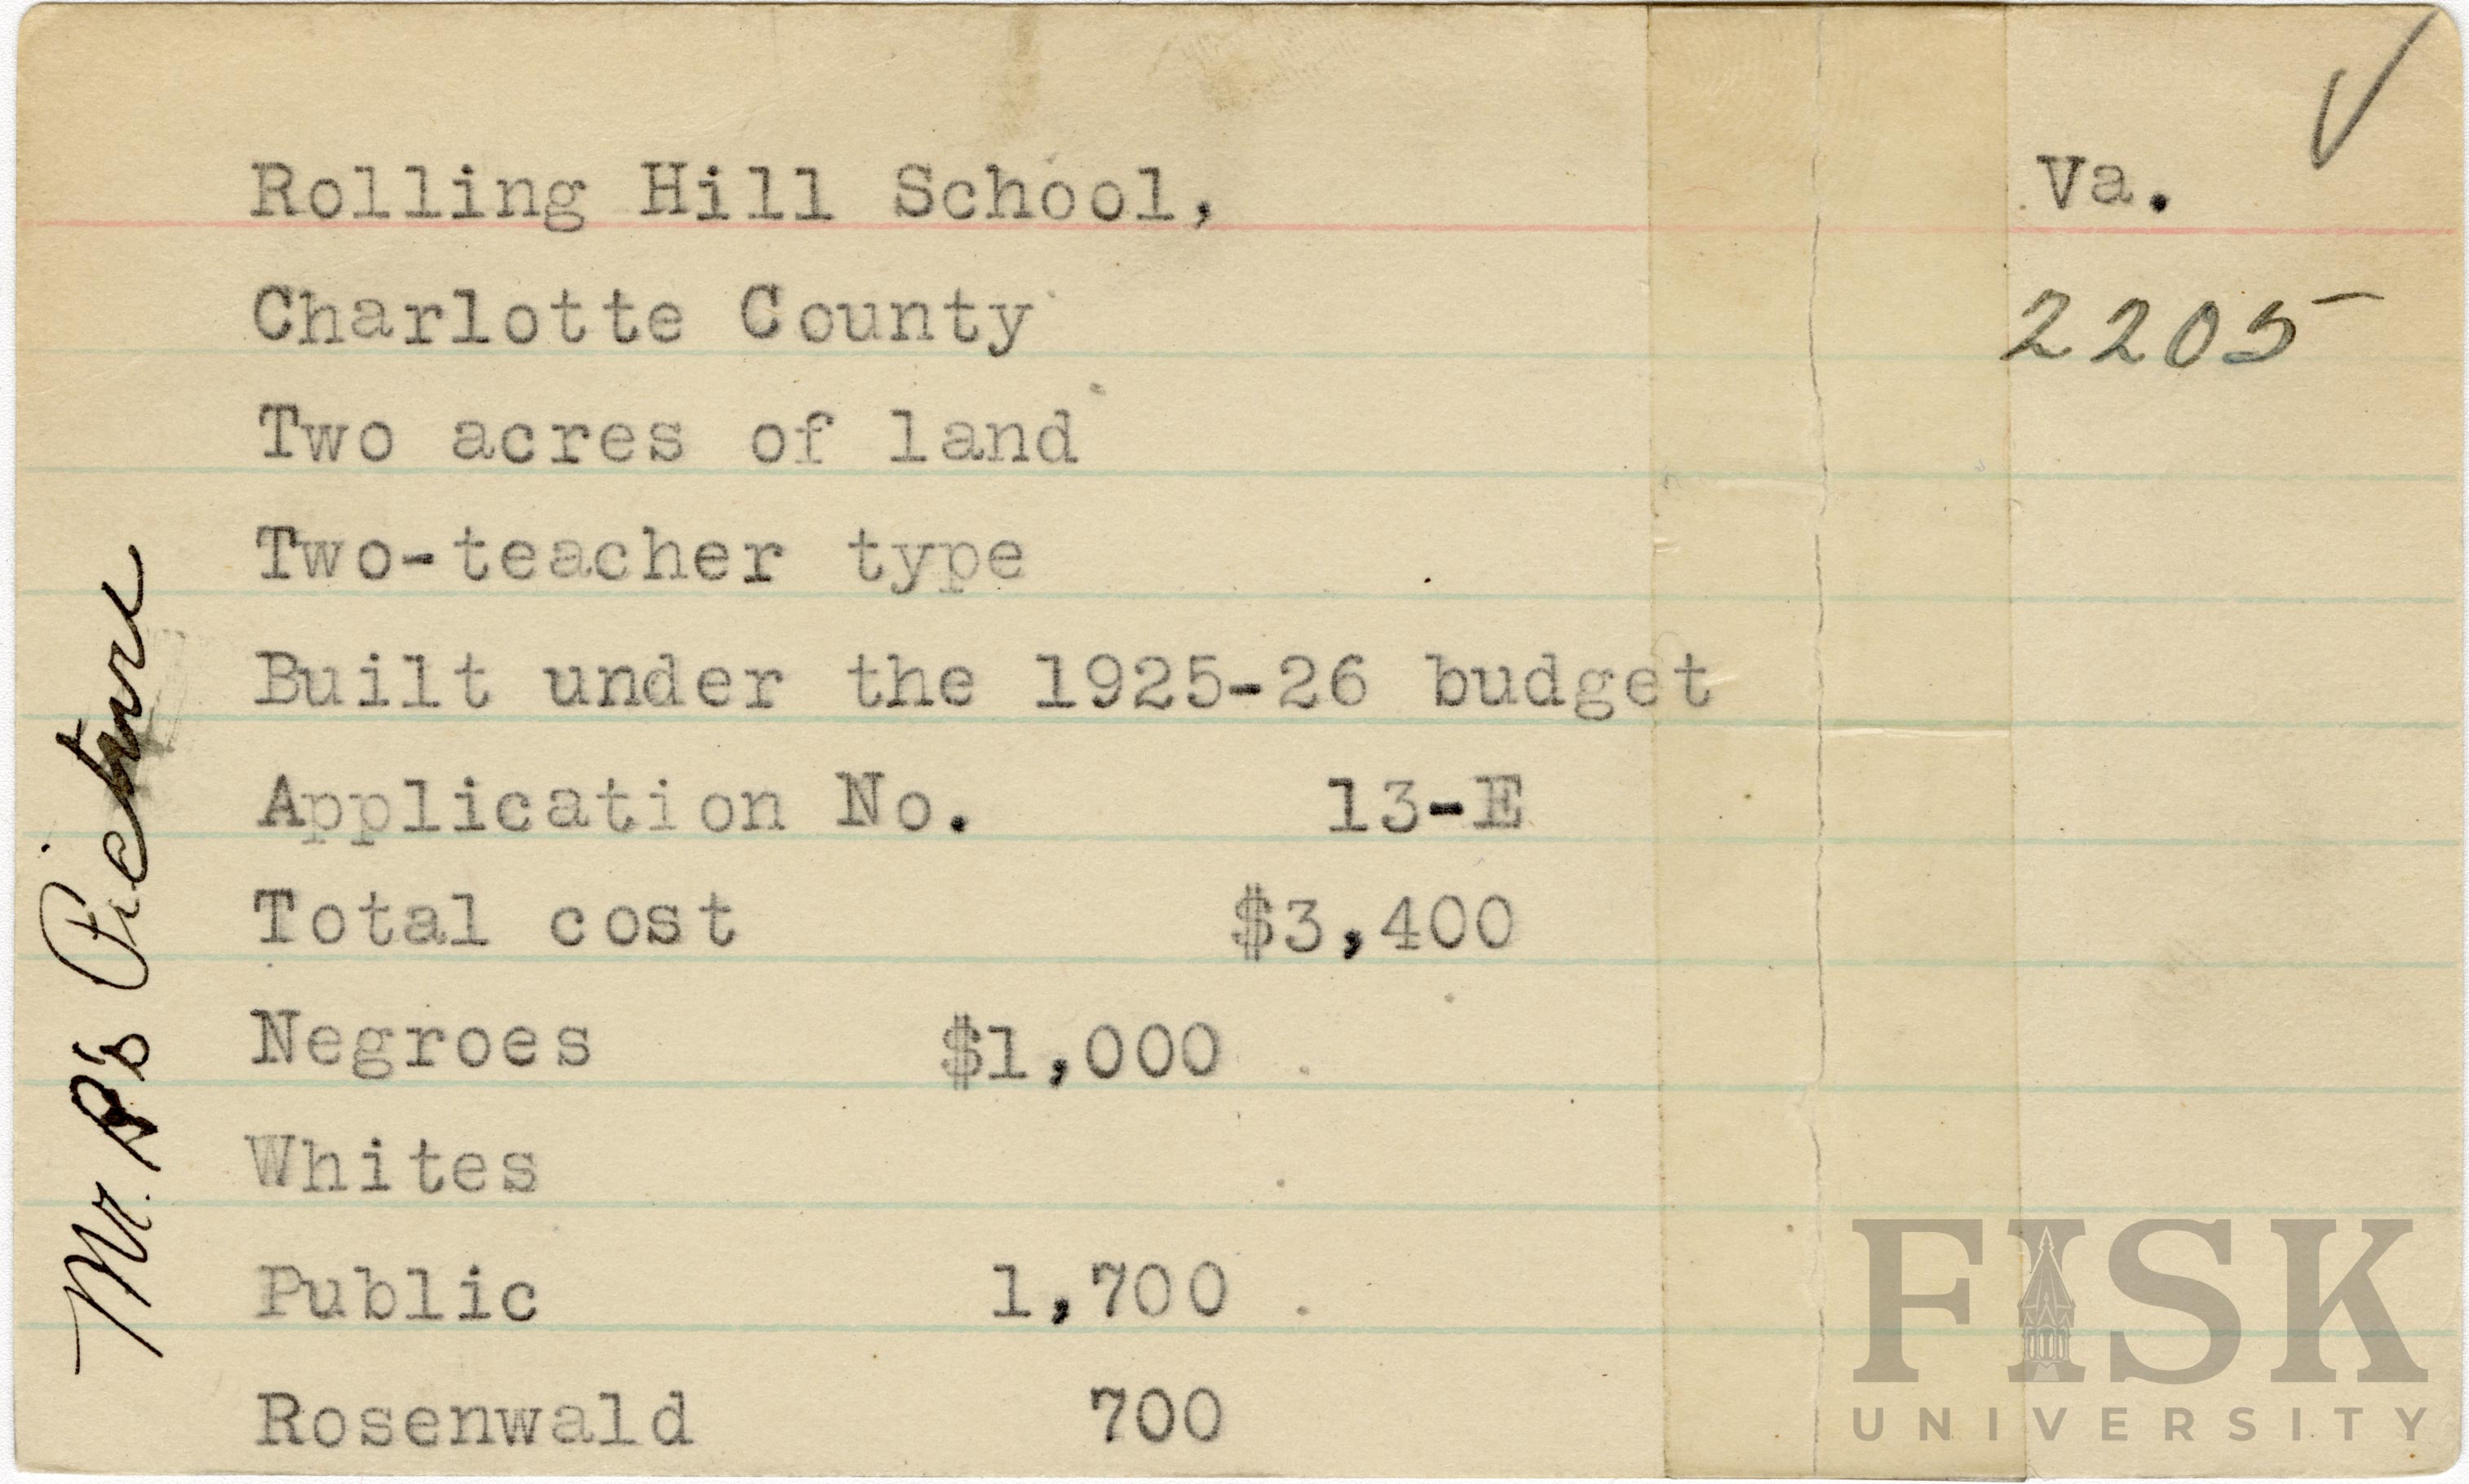 Rolling Hill School, Va.
Charlotte County 2205
Two acres of land
Two-teacher type
Built under the 1925-26 budget
Application No. 13-E
Total cost $3,400
Negroes $1,000
Whites
Public 1,700
Rosenwald 700
Mr. R's Picture
FISK
UNIVERSITY